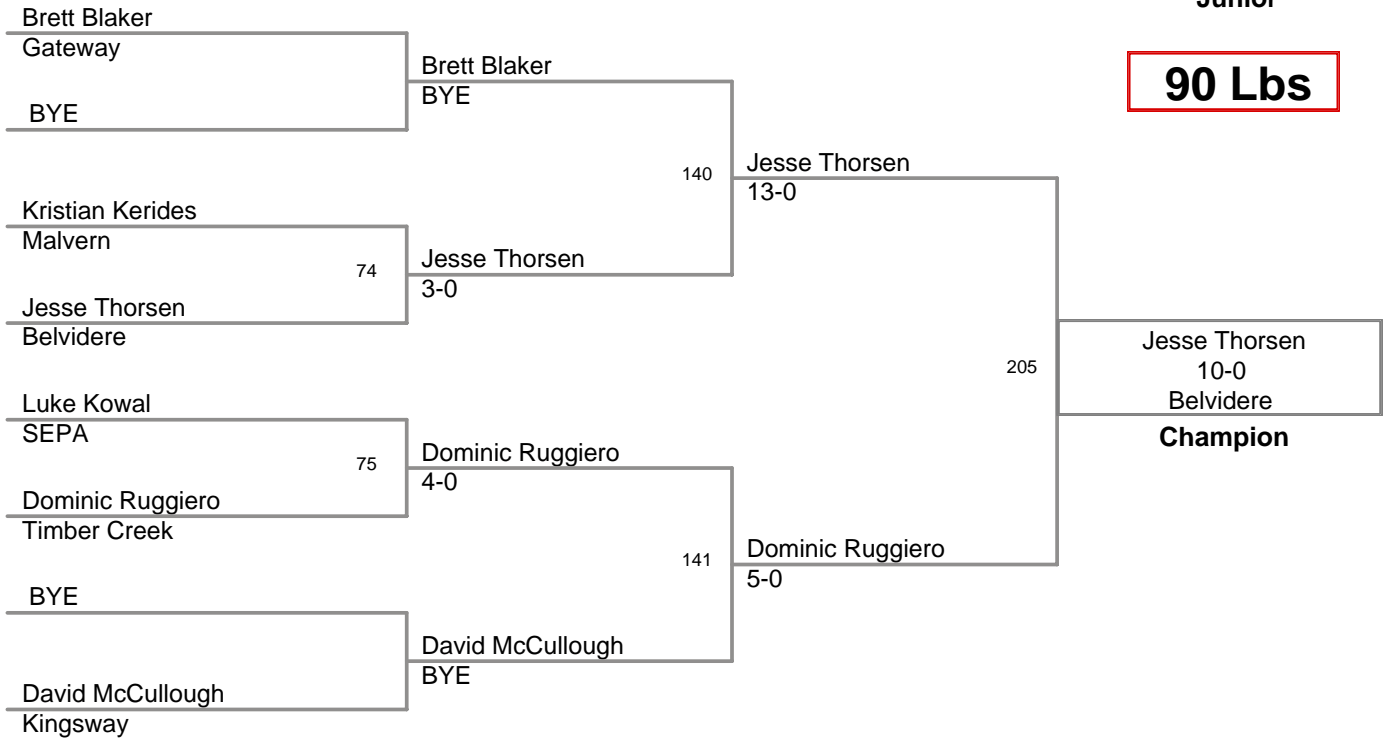 Junior
90 Lbs
Brett Blaker
Gateway
BYE
Kristian Kerides
Malvern
74
Jesse Thorsen
Belvidere
Luke Kowal
SEPA
75
Dominic Ruggiero
Timber Creek
BYE
David McCullough
Kingsway
Brett Blaker
BYE
140
Jesse Thorsen
3-0
Dominic Ruggiero
4-0
141
David McCullough
BYE
Jesse Thorsen
13-0
205
Dominic Ruggiero
5-0
Jesse Thorsen
10-0
Belvidere
Champion